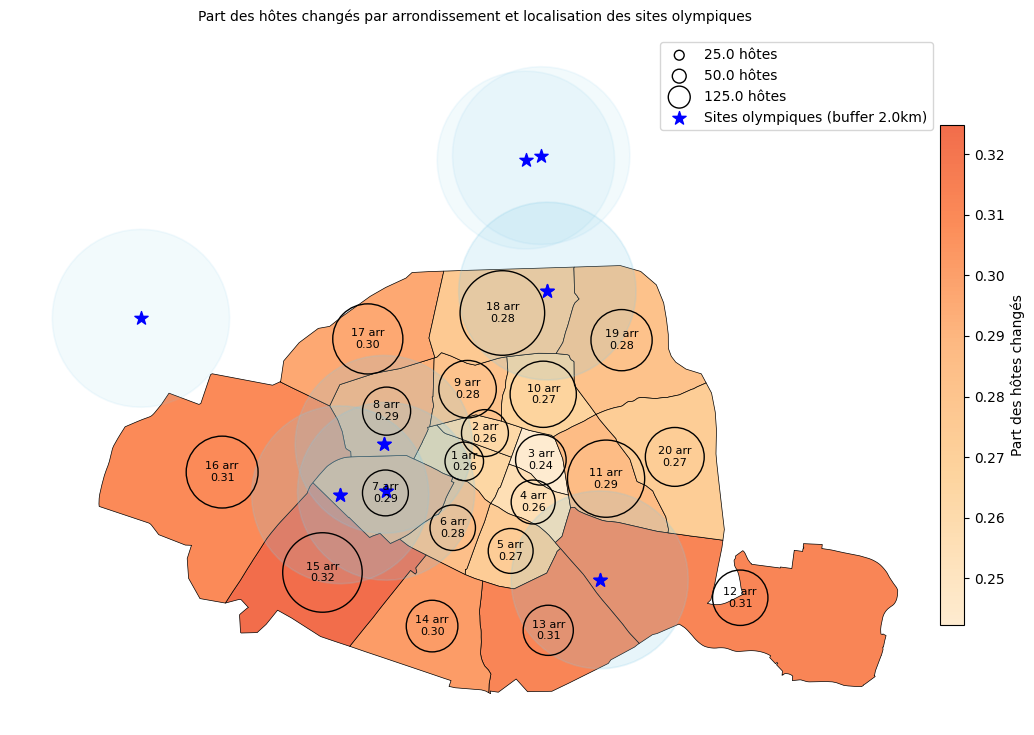 Part des hôtes changés par arrondissement et localisation des sites olympiques
25.0 hôtes
50.0 hôtes
125.0 hôtes
Sites olympiques (buffer 2.0km)
0.32
0.31
0.30
0.29
0.28
0.27
0.26
0.25
Part des hôtes changés
18 arr
0.28
17 arr
0.30
19 arr
0.28
9 arr
0.28
10 arr
0.27
8 arr
0.29
2 arr
0.26
1 arr
0.26
3 arr
0.24
20 arr
0.27
16 arr
0.31
11 arr
0.29
7 arr
0.29
4 arr
0.26
6 arr
0.28
5 arr
0.27
15 arr
0.32
12 arr
0.31
14 arr
0.30
13 arr
0.31